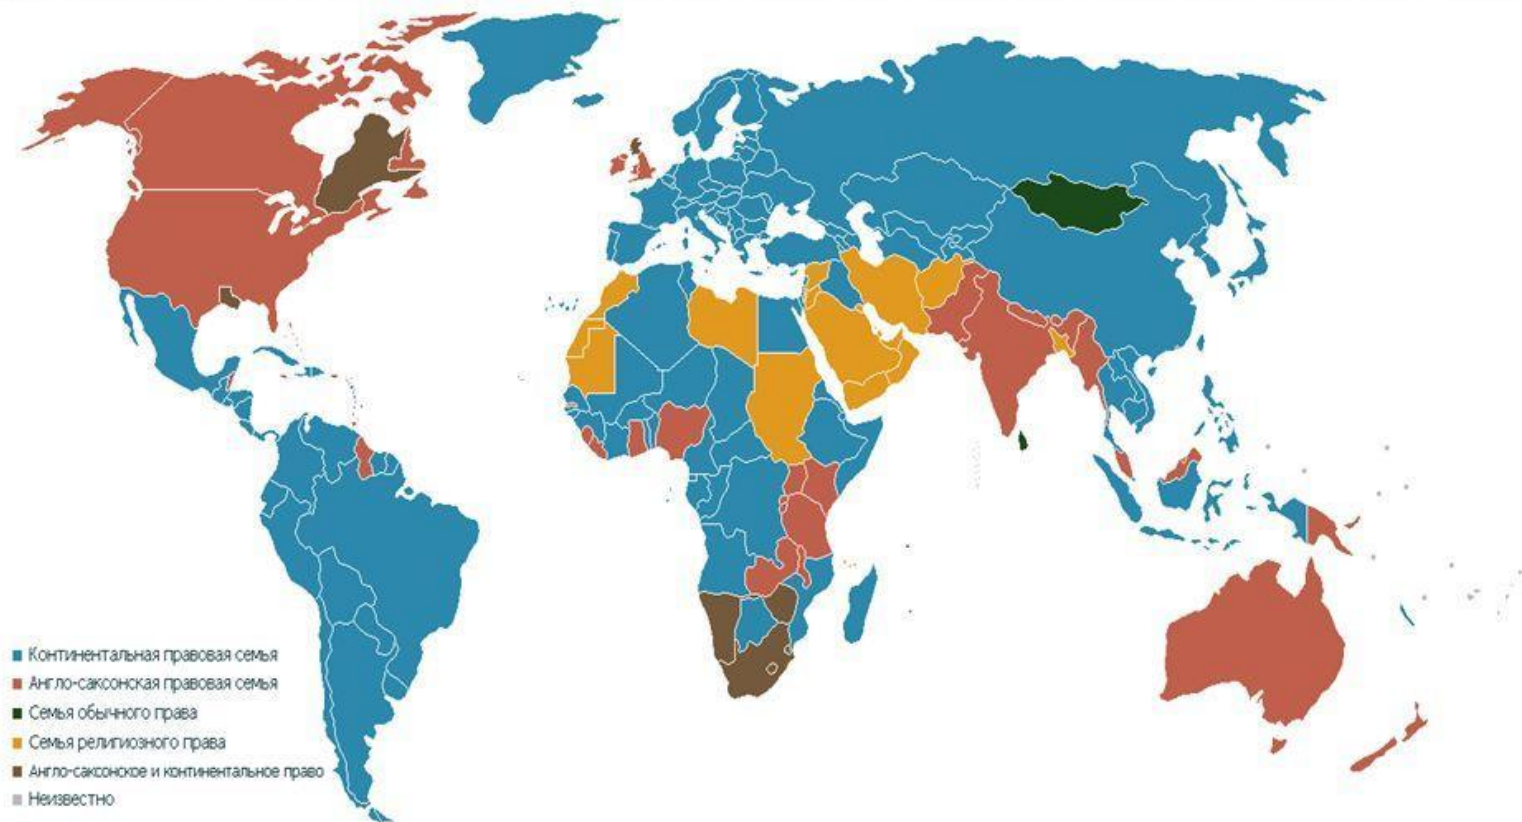 Континентальная правовая семья
Англо-саксонская правовая семья
Семья обычного права
Семья религиозного права
Англо-саксонское и континентальное право
Неизвестно